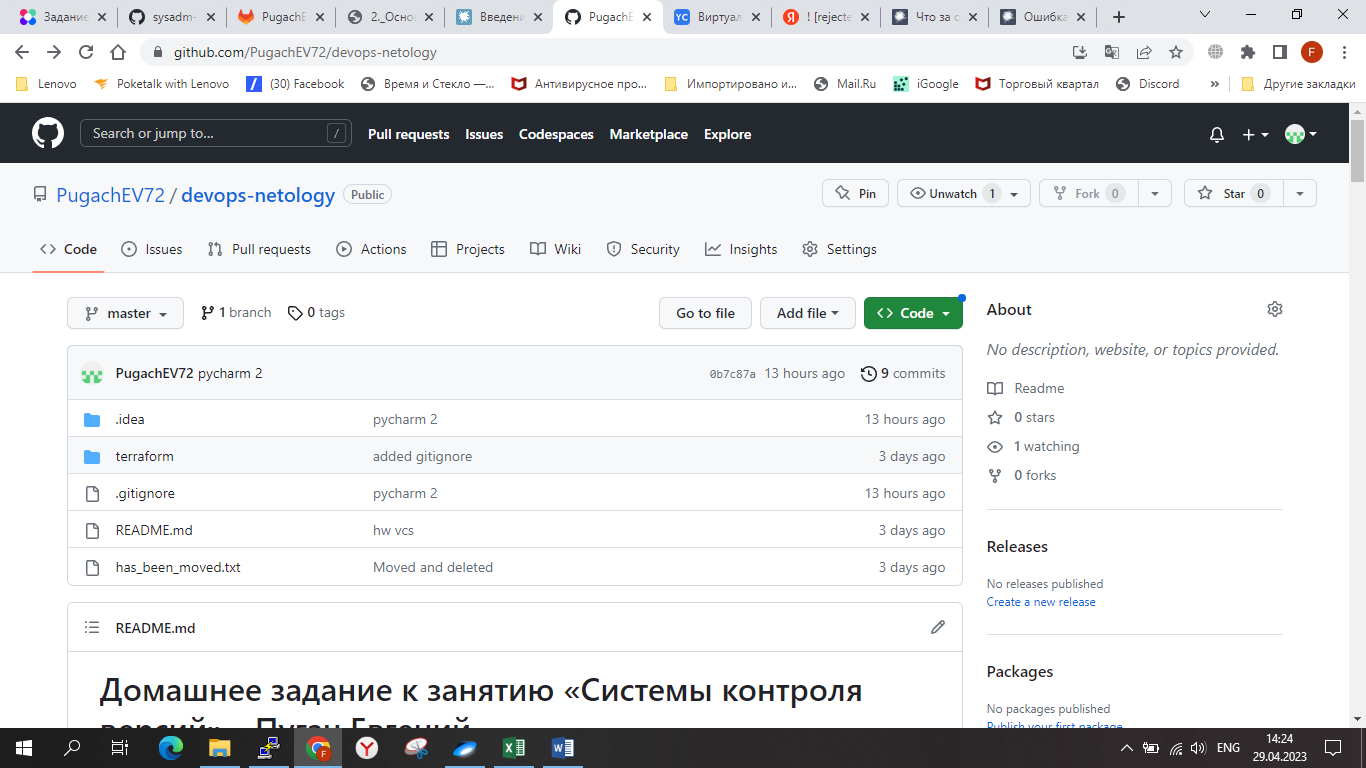 Задание
sysadm-
PugachE
2._Осно
Введени
PugachE
Виртуал
! [rejecte
Что за с
Ошибка
github.com/PugachEV72/devops-netology
Lenovo
Poketalk with Lenovo
(30) Facebook
Время и Стекло —...
Антивирусное про...
Импортировано и...
Mail.Ru
iGoogle
Торговый квартал
Discord
»
Другие закладки
Search or jump to...
/
Pull requests
Issues
Codespaces
Marketplace
Explore
PugachEV72 / devops-netology
Public
Pin
Unwatch 1
Fork 0
Star 0
Code
Issues
Pull requests
Actions
Projects
Wiki
Security
Insights
Settings
master
1 branch
0 tags
Go to file
Add file
Code
PugachEV72 pycharm 2
0b7c87a 13 hours ago
9 commits
.idea
pycharm 2
13 hours ago
terraform
added gitignore
3 days ago
.gitignore
pycharm 2
13 hours ago
README.md
hw vcs
3 days ago
has_been_moved.txt
Moved and deleted
3 days ago
README.md
Домашнее задание к занятию «Системы контроля
версий» Пугач Евгений
About
No description, website, or topics provided.
Readme
0 stars
1 watching
0 forks
Releases
No releases published
Create a new release
Packages
No packages published
Publish your first package
ENG
14:24
29.04.2023